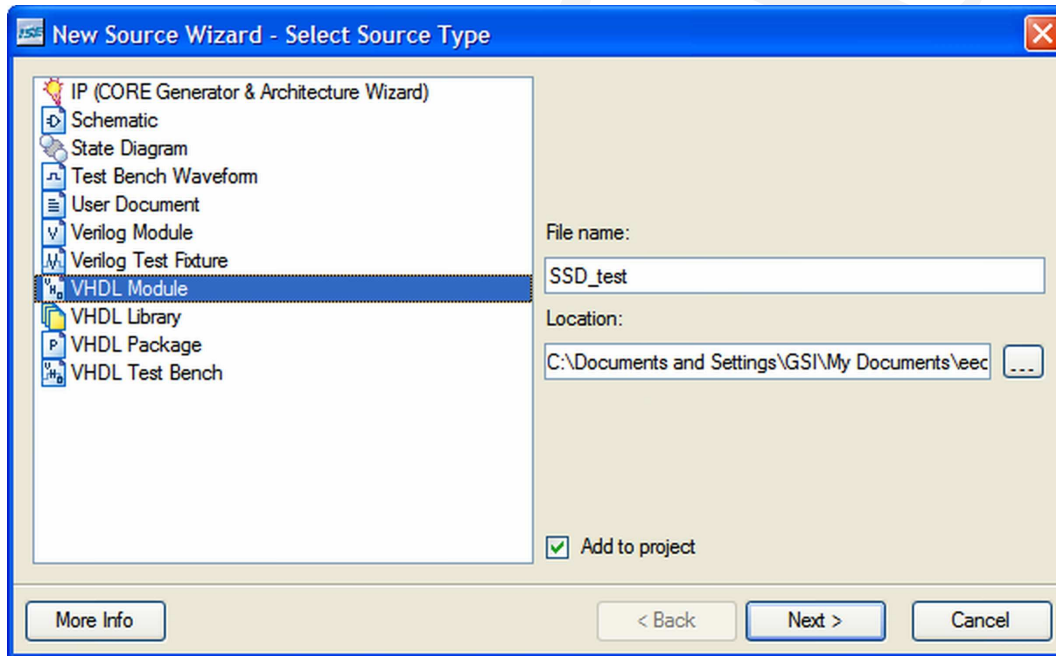 ISE New Source Wizard - Select Source Type
IP (CORE Generator & Architecture Wizard)
Schematic
State Diagram
Test Bench Waveform
User Document
Verilog Module
Verilog Test Fixture
VHDL Module
VHDL Library
VHDL Package
VHDL Test Bench
File name:
SSD_test
Location:
C:\Documents and Settings\GSI\My Documents\eec
...
Add to project
More Info
< Back
Next >
Cancel